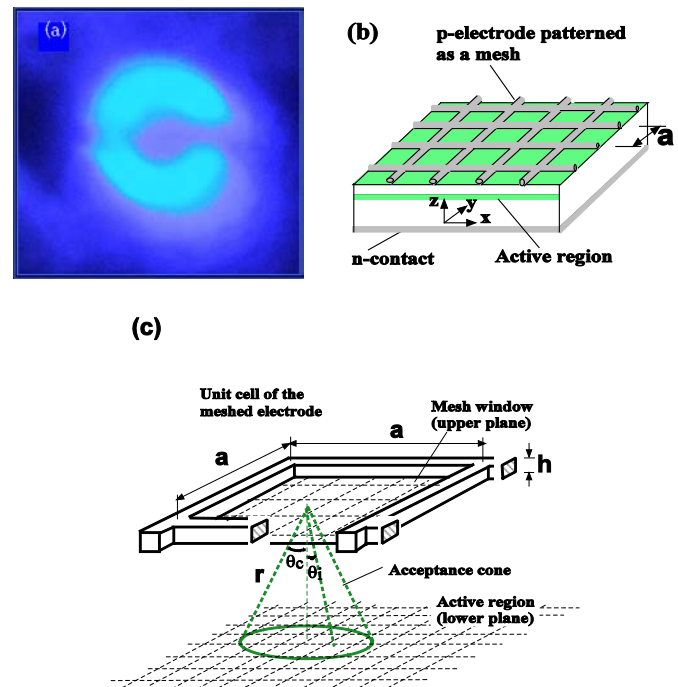 (a)
(b)
p-electrode patterned
as a mesh
a
z
y
x
n-contact
Active region
(c)
Unit cell of the
meshed electrode
Mesh window
(upper plane)
a
a
h
r
θc
θi
Acceptance cone
Active region
(lower plane)